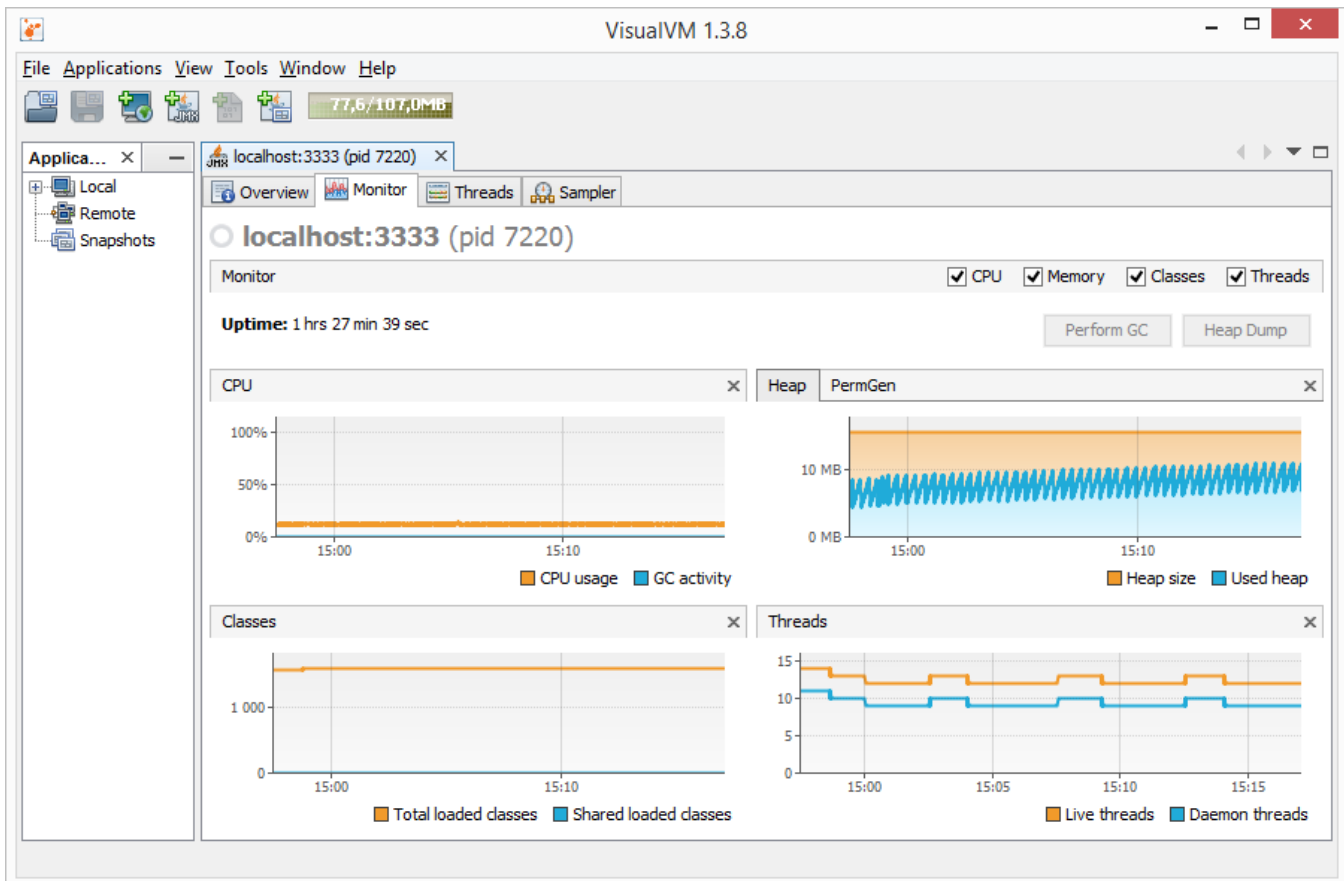 VisualVM 1.3.8
File Applications View Tools Window Help
77,6/107,0MB
Applica...
localhost:3333 (pid 7220)
Local
Remote
Snapshots
Overview Monitor Threads Sampler
localhost:3333 (pid 7220)
Monitor CPU Memory Classes Threads
Uptime: 1 hrs 27 min 39 sec
Perform GC Heap Dump
CPU
100%
50%
0%
15:00 15:10
CPU usage GC activity
Heap PermGen
10 MB
0 MB
15:00 15:10
Heap size Used heap
Classes
1 000
0
15:00 15:10
Total loaded classes Shared loaded classes
Threads
15
10
5
0
15:00 15:05 15:10 15:15
Live threads Daemon threads